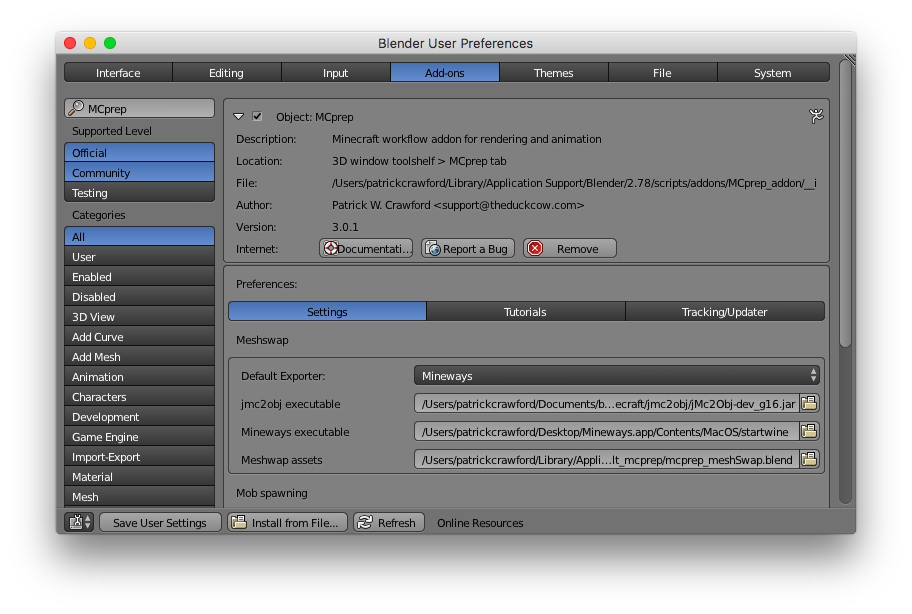 Blender User Preferences
Interface Editing Input Add-ons Themes File System
MCprep
Supported Level
Official
Community
Testing
Categories
All
User
Enabled
Disabled
3D View
Add Curve
Add Mesh
Animation
Characters
Development
Game Engine
Import-Export
Material
Mesh
Object: MCprep
Description: Minecraft workflow addon for rendering and animation
Location: 3D window toolshelf > MCprep tab
File: /Users/patrickcrawford/Library/Application Support/Blender/2.78/scripts/addons/MCprep_addon/__i
Author: Patrick W. Crawford <support@theduckcow.com>
Version: 3.0.1
Internet: Documentati... Report a Bug Remove
Preferences:
Settings Tutorials Tracking/Updater
Meshswap
Default Exporter: Mineways
jmc2obj executable /Users/patrickcrawford/Documents/b...ecraft/jmc2obj/jMc2Obj-dev_g16.jar
Mineways executable /Users/patrickcrawford/Desktop/Mineways.app/Contents/MacOS/startwine
Meshwap assets /Users/patrickcrawford/Library/Appli...lt_mcprep/mcprep_meshSwap.blend
Mob spawning
Save User Settings Install from File... Refresh Online Resources